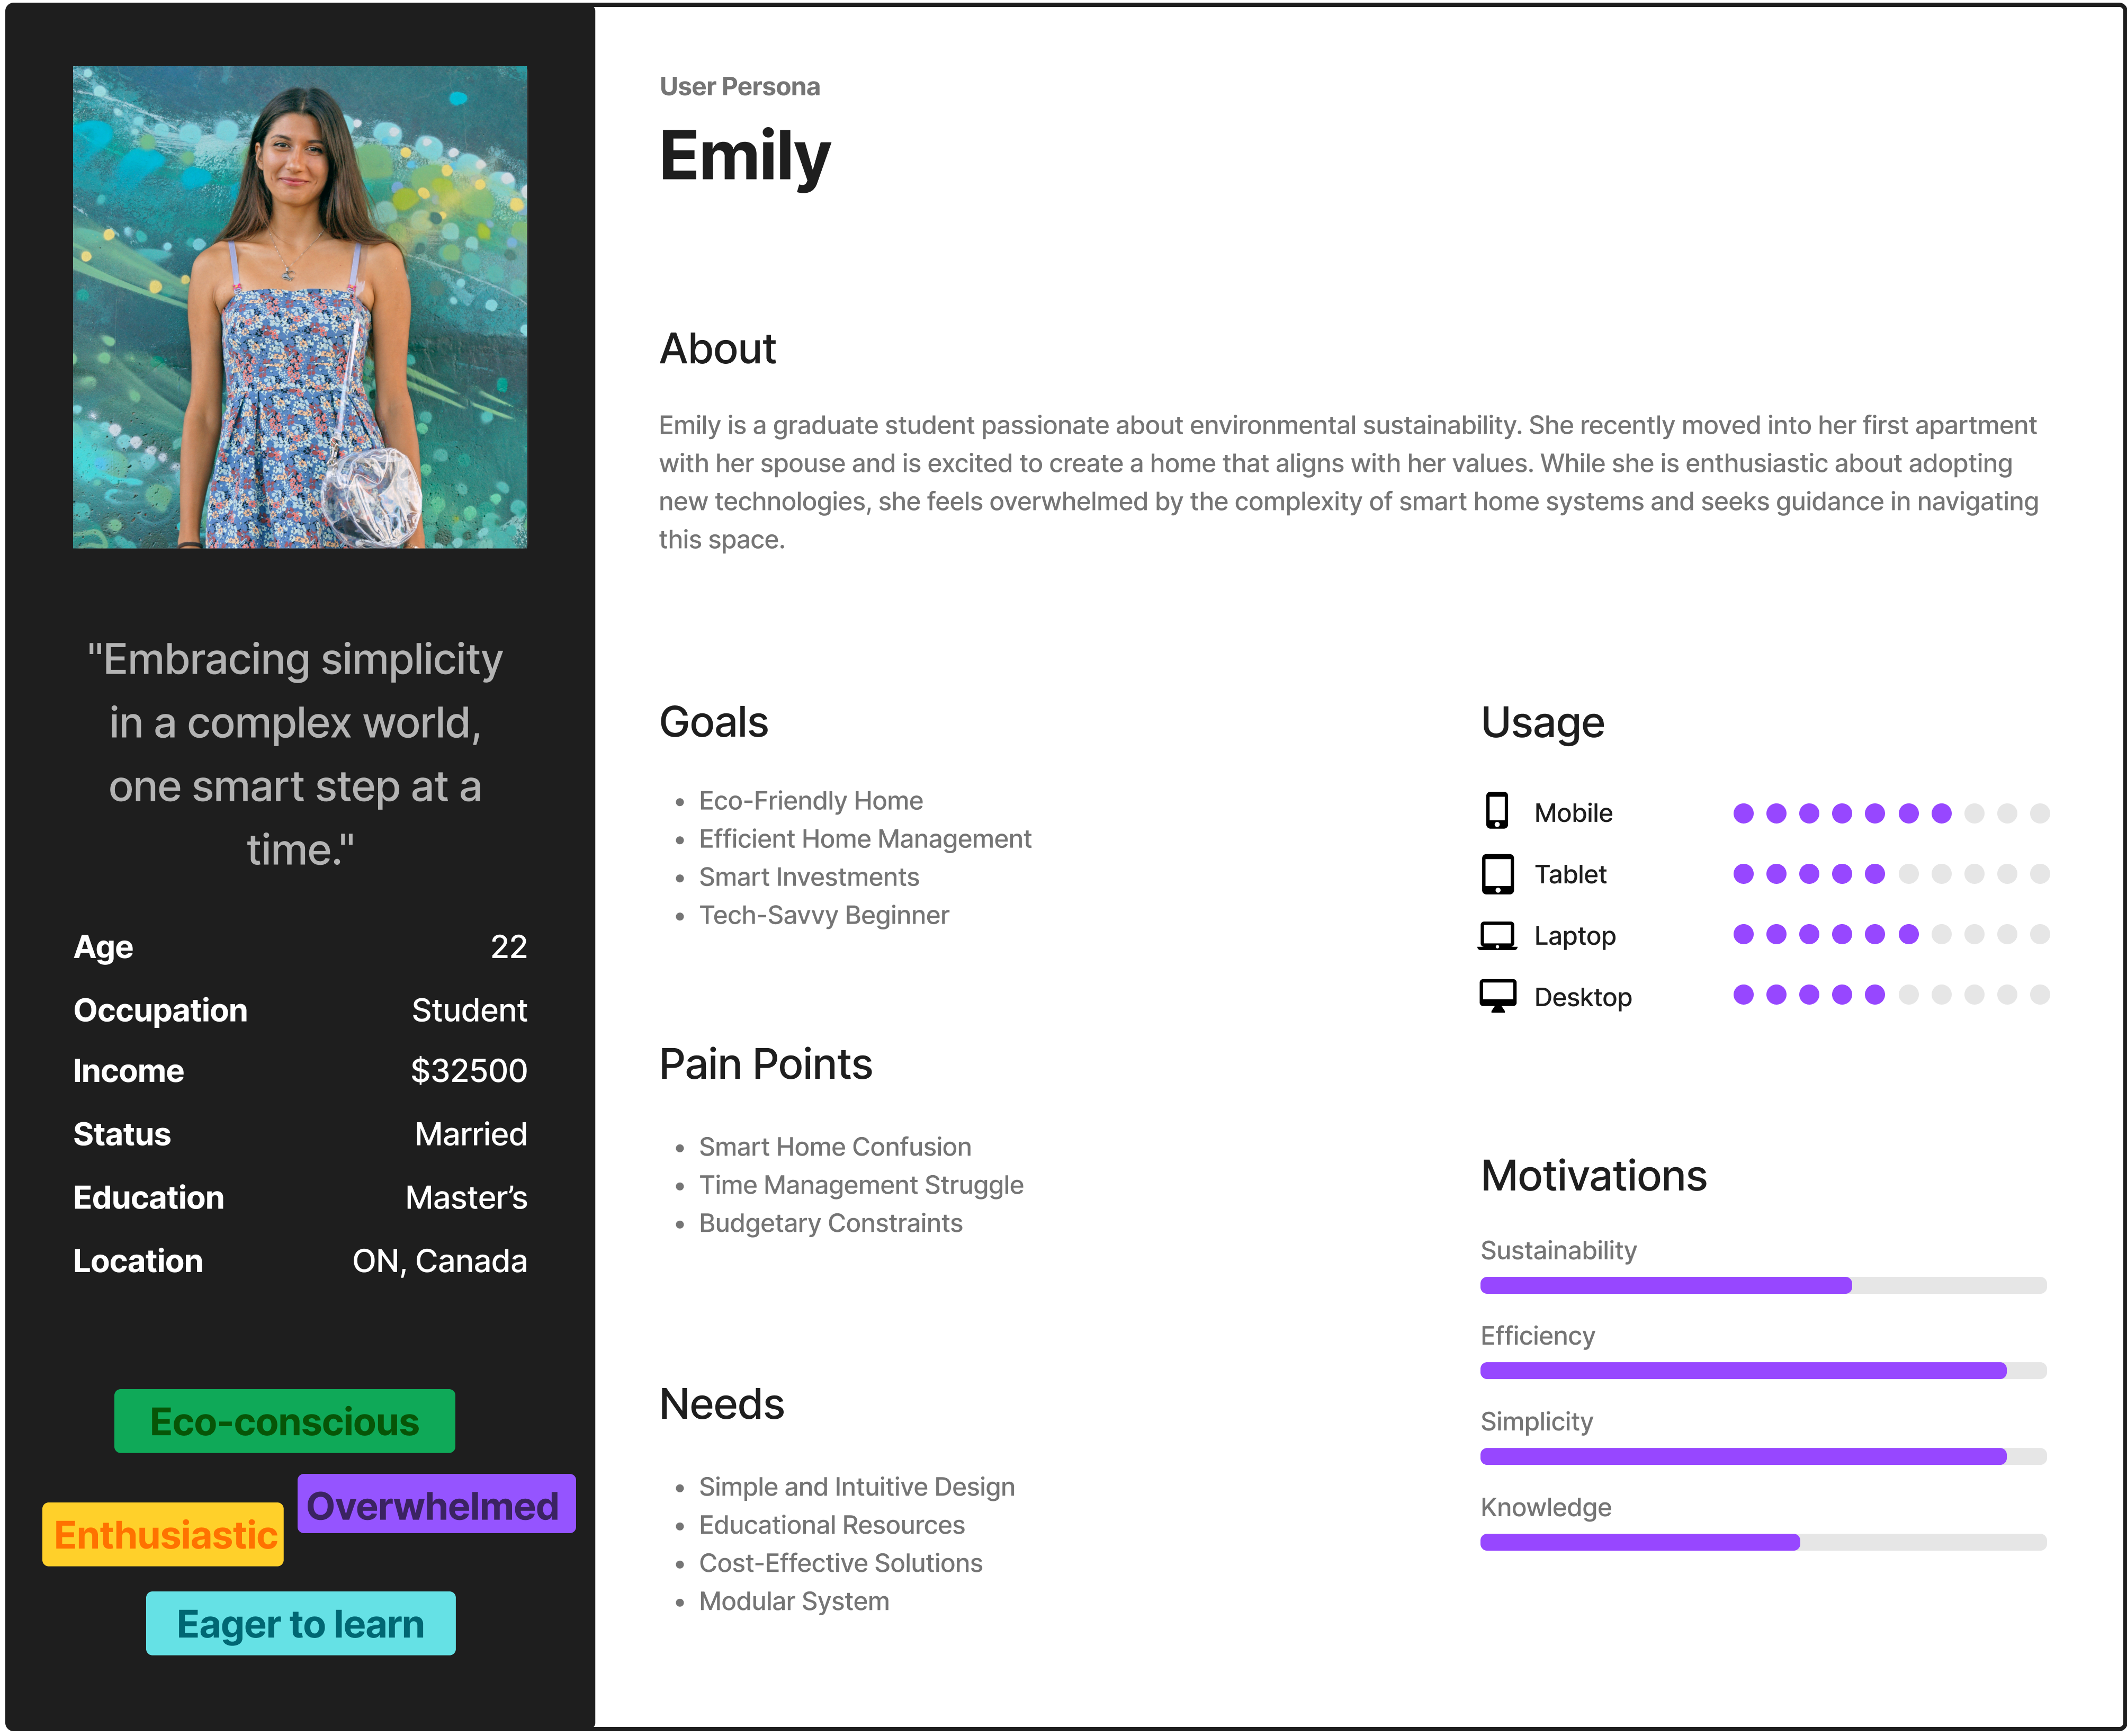 "Embracing simplicity
in a complex world,
one smart step at a
time."
Age 22
Occupation Student
Income $32500
Status Married
Education Master’s
Location ON, Canada
Eco-conscious
Overwhelmed
Enthusiastic
Eager to learn
User Persona
Emily
About
Emily is a graduate student passionate about environmental sustainability. She recently moved into her first apartment
with her spouse and is excited to create a home that aligns with her values. While she is enthusiastic about adopting
new technologies, she feels overwhelmed by the complexity of smart home systems and seeks guidance in navigating
this space.
Goals
• Eco-Friendly Home
• Efficient Home Management
• Smart Investments
• Tech-Savvy Beginner
Pain Points
• Smart Home Confusion
• Time Management Struggle
• Budgetary Constraints
Needs
• Simple and Intuitive Design
• Educational Resources
• Cost-Effective Solutions
• Modular System
Usage
Mobile
Tablet
Laptop
Desktop
Motivations
Sustainability
Efficiency
Simplicity
Knowledge